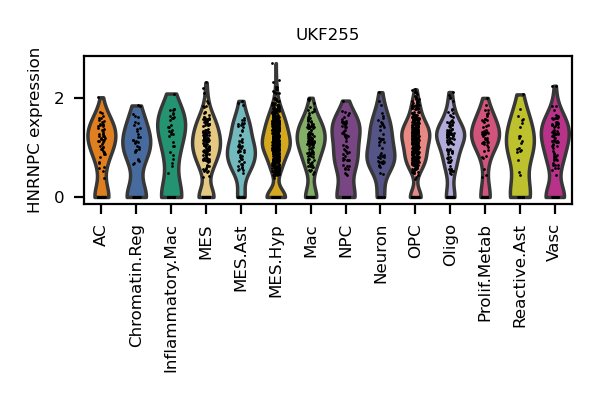 UKF255
HNRNPC expression
2
0
AC
Chromatin.Reg
Inflammatory.Mac
MES
MES.Ast
MES.Hyp
Mac
NPC
Neuron
OPC
Oligo
Prolif.Metab
Reactive.Ast
Vasc